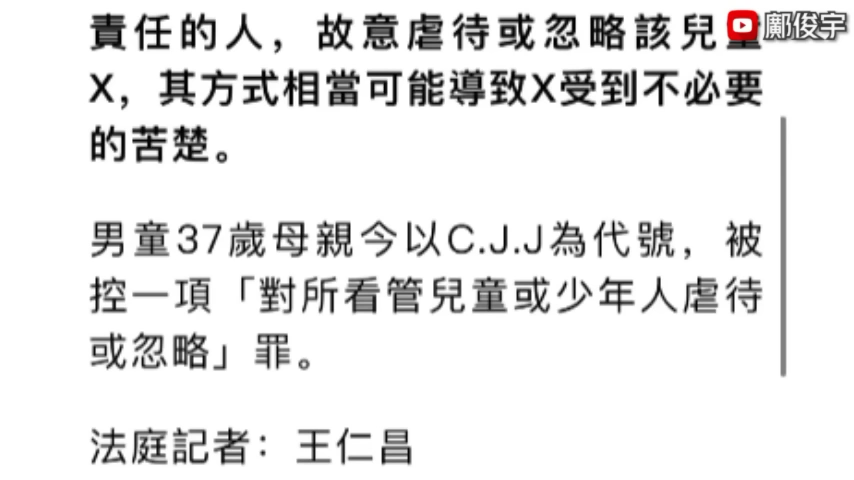 鄺俊宇
責任的人，故意虐待或忽略該兒童
X，其方式相當可能導致X受到不必要
的苦楚。
男童37歲母親今以C.J.J為代號，被
控一項「對所看管兒童或少年人虐待
或忽略」罪。
法庭記者：王仁昌